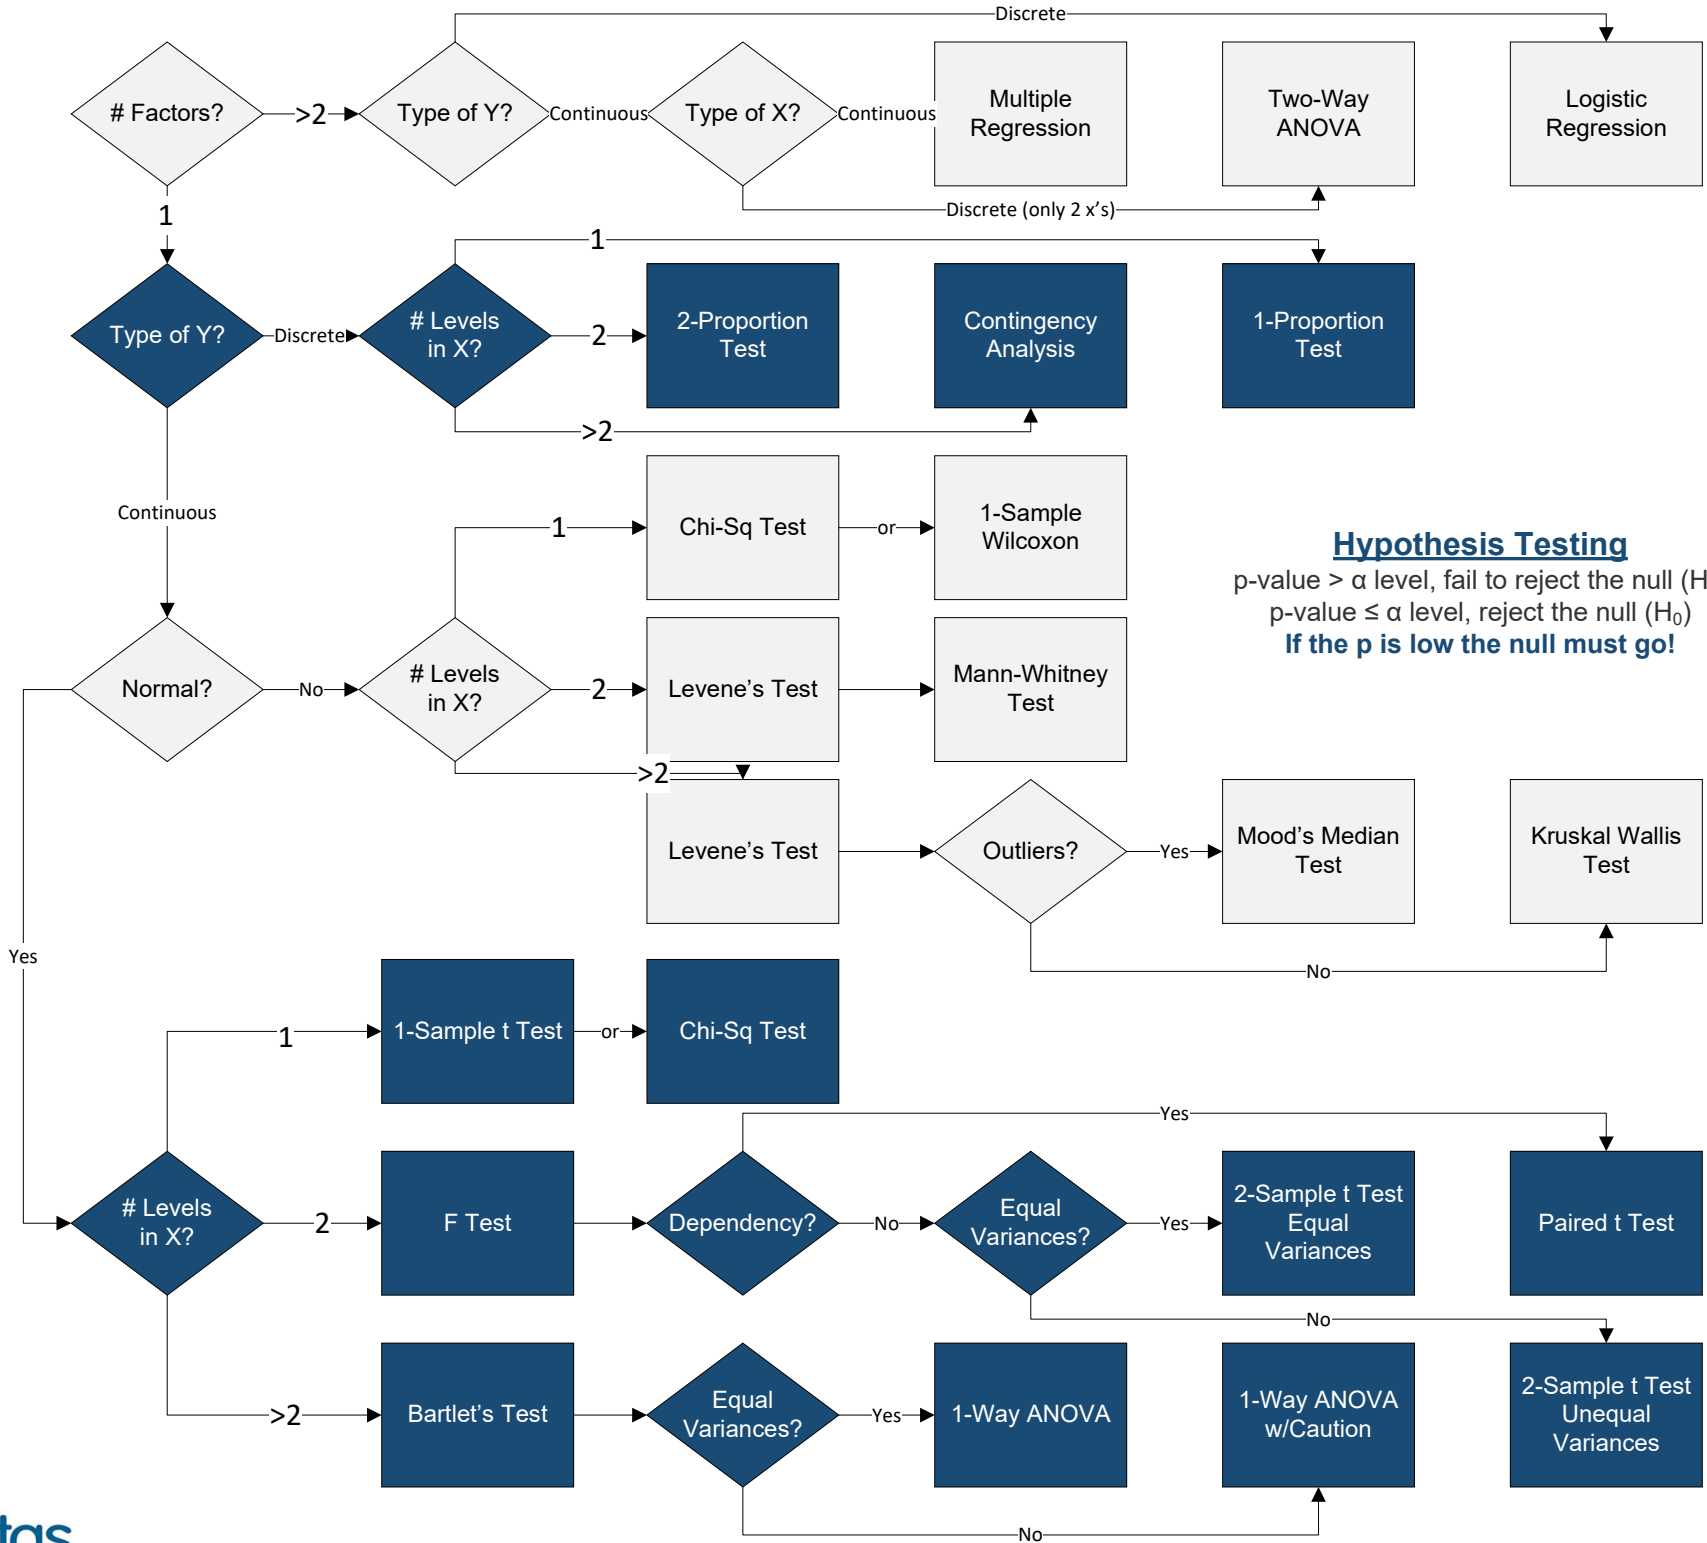 Discrete
# Factors?
>2
Type of Y?
Continuous
Type of X?
Continuous
Multiple
Regression
Two-Way
ANOVA
Logistic
Regression
Discrete (only 2 x's)
1
1
Type of Y?
Discrete
# Levels
in X?
2
2-Proportion
Test
Contingency
Analysis
1-Proportion
Test
>2
Continuous
1
Chi-Sq Test
or
1-Sample
Wilcoxon
Hypothesis Testing
p-value > α level, fail to reject the null (H
p-value ≤ α level, reject the null (H₀)
If the p is low the null must go!
Normal?
No
# Levels
in X?
2
Levene's Test
Mann-Whitney
Test
>2
Levene's Test
Outliers?
Yes
Mood's Median
Test
Kruskal Wallis
Test
No
Yes
1
1-Sample t Test
or
Chi-Sq Test
Yes
# Levels
in X?
2
F Test
Dependency?
No
Equal
Variances?
Yes
2-Sample t Test
Equal
Variances
Paired t Test
No
>2
Bartlet's Test
Equal
Variances?
Yes
1-Way ANOVA
1-Way ANOVA
w/Caution
2-Sample t Test
Unequal
Variances
No